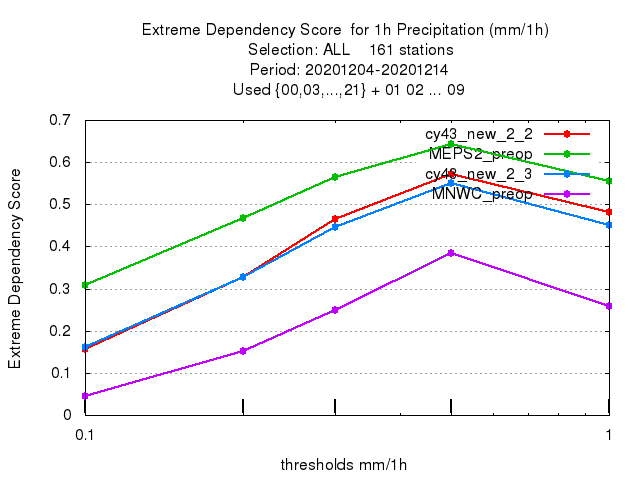 Extreme Dependency Score  for 1h Precipitation (mm/1h)
Selection: ALL    161 stations
Period: 20201204-20201214
Used {00,03,...,21} + 01 02 ... 09
0.7
0.6
0.5
0.4
0.3
0.2
0.1
0
Extreme Dependency Score
cy43_new_2_2
MEPS2_preop
cy43_new_2_3
MNWC_preop
0.1
1
thresholds mm/1h